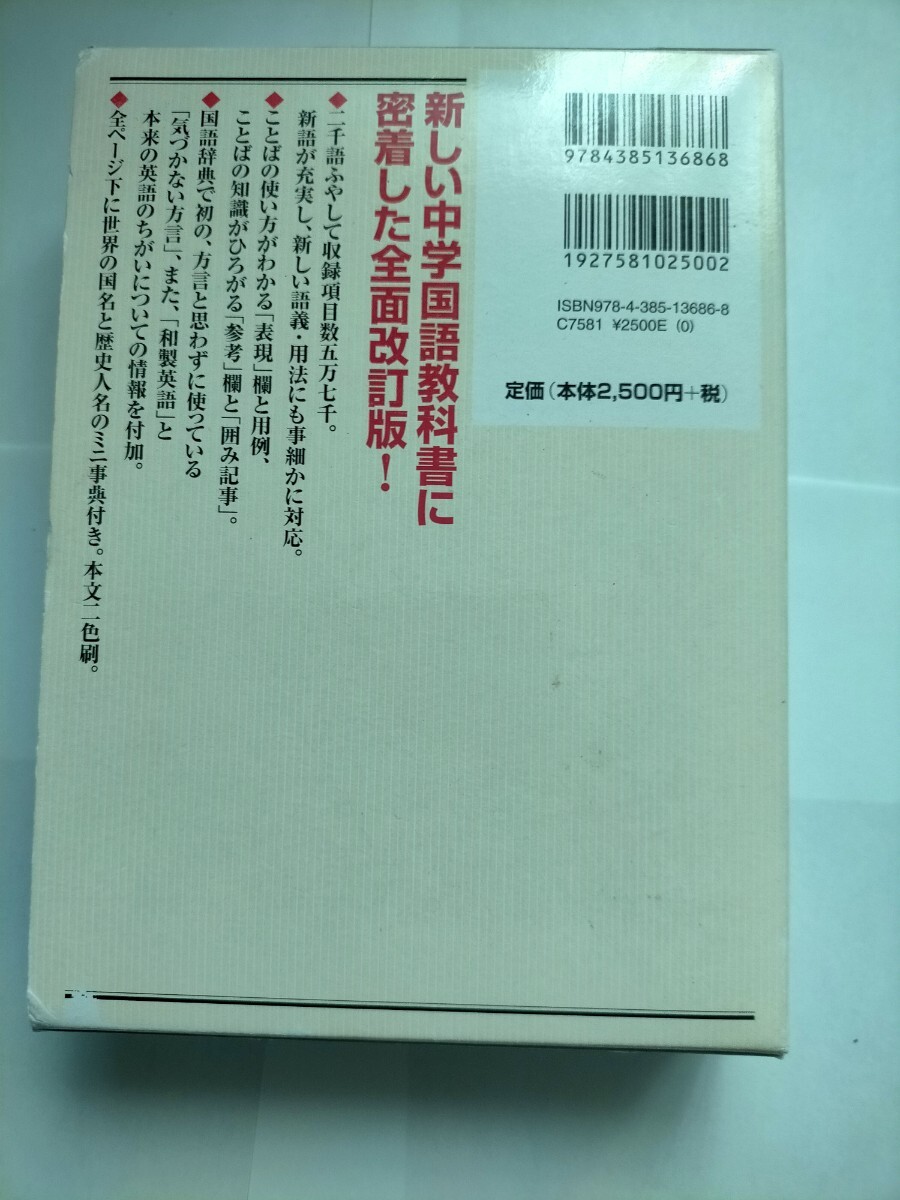 9784385136868
1927581025002
ISBN978-4-385-13686-8
C7581 ¥2500E (0)
定価(本体2,500円+税)
新しい中学国語教科書に
密着した全面改訂版!
◆二千語ふやして収録項目数五万七千。
新語が充実し、新しい語義・用法にも事細かに対応。
◆ことばの使い方がわかる「表現」欄と用例、
ことばの知識がひろがる「参考」欄と「囲み記事」。
◆国語辞典で初の、方言と思わずに使っている
「気づかない方言」、また、「和製英語」と
本来の英語のちがいについての情報を付加。
◆全ページ下に世界の国名と歴史人名のミニ事典付き。本文二色刷。